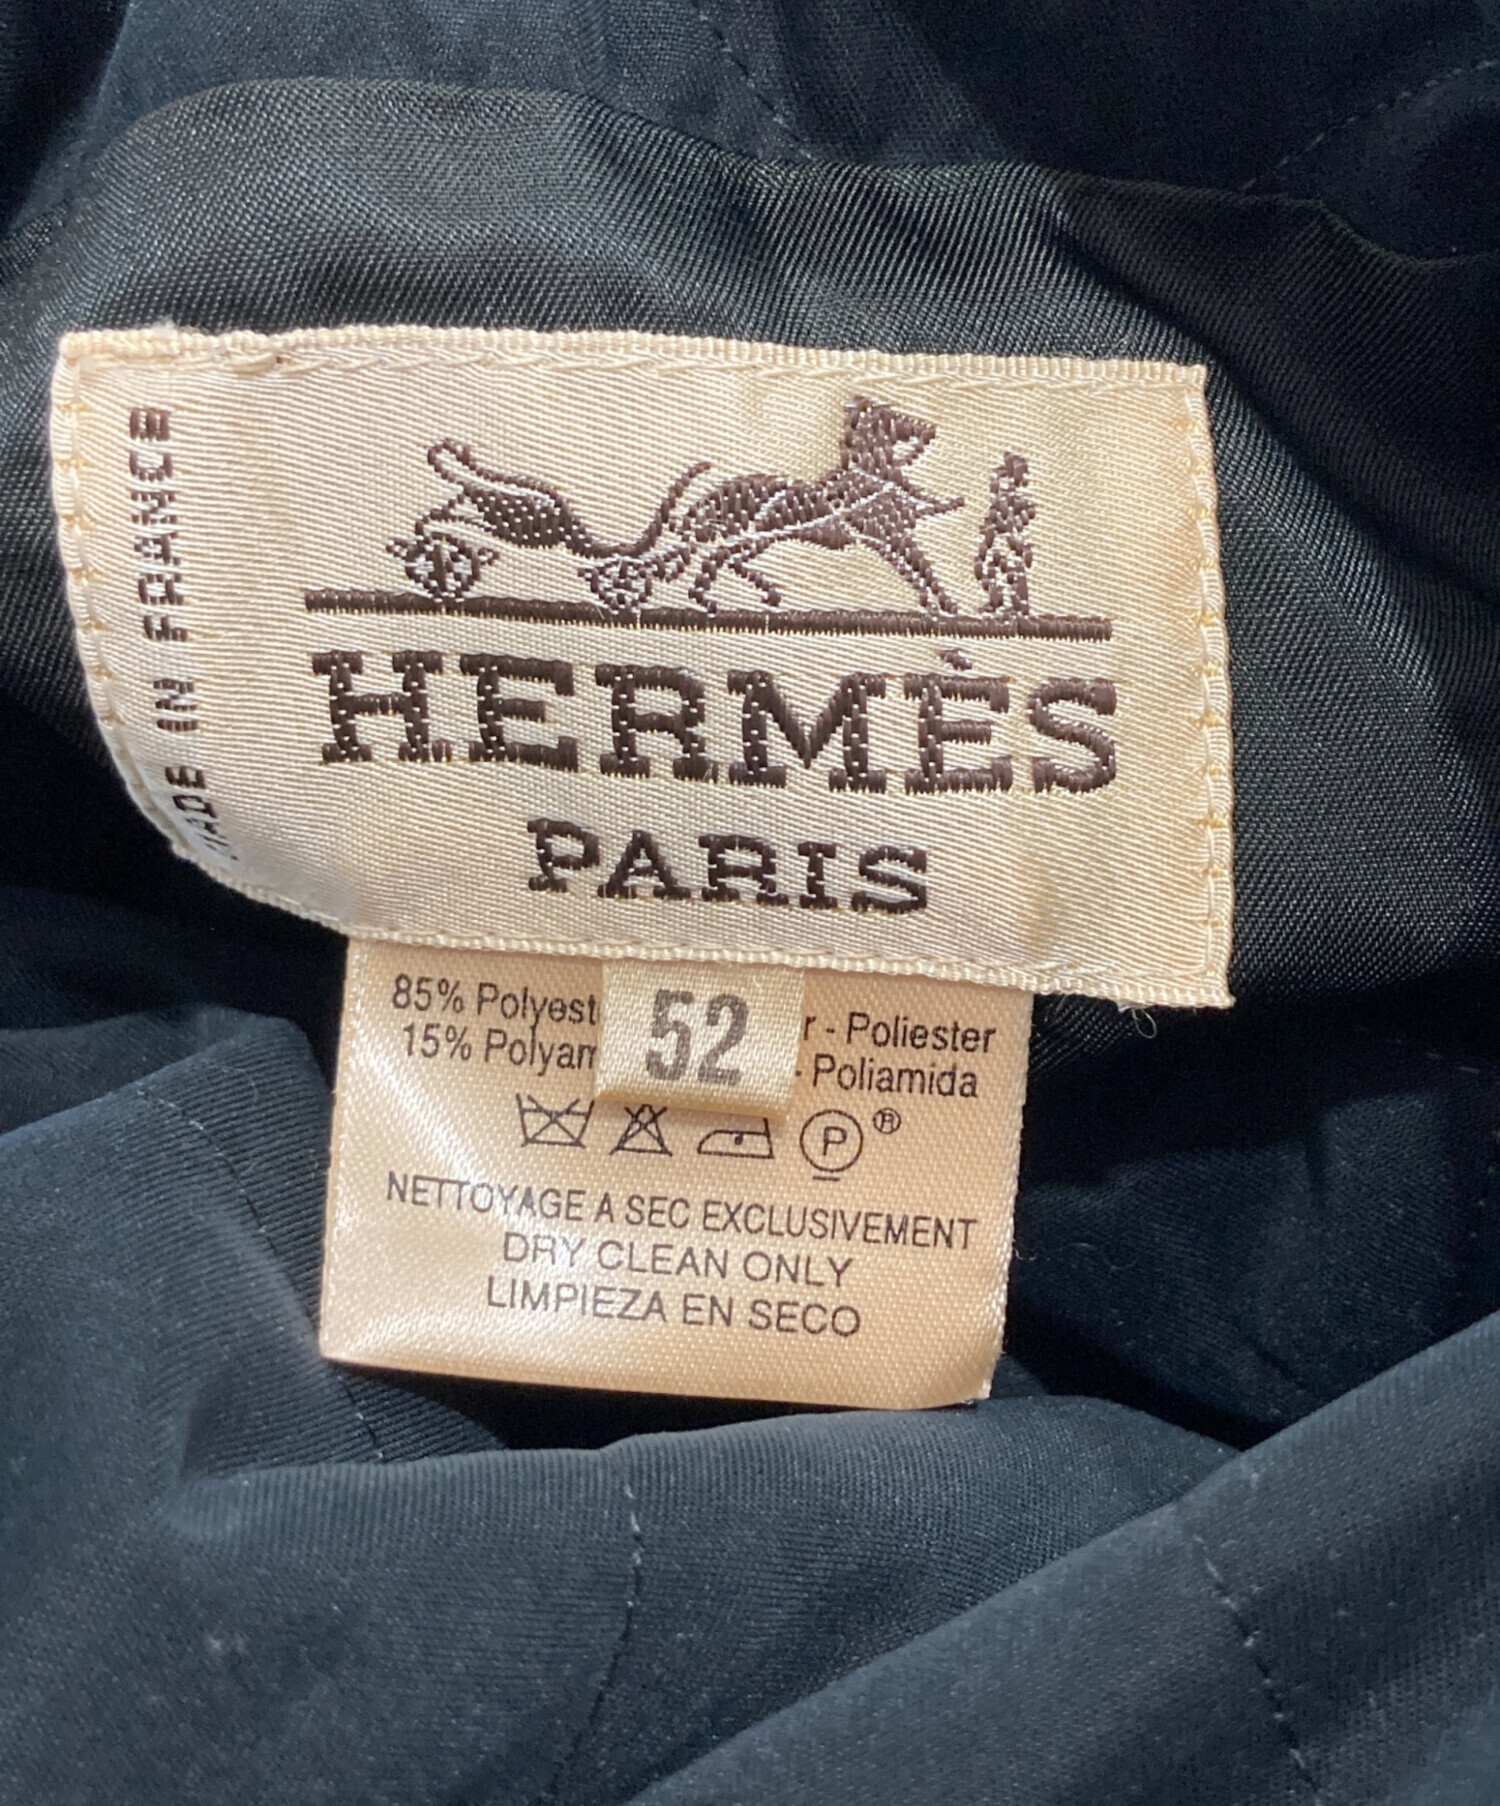 MADE IN FRANCE
HERMÈS
PARIS
52
85% Polyest r - Poliester
15% Polyam - Poliamida
P ®
NETTOYAGE A SEC EXCLUSIVEMENT
DRY CLEAN ONLY
LIMPIEZA EN SECO